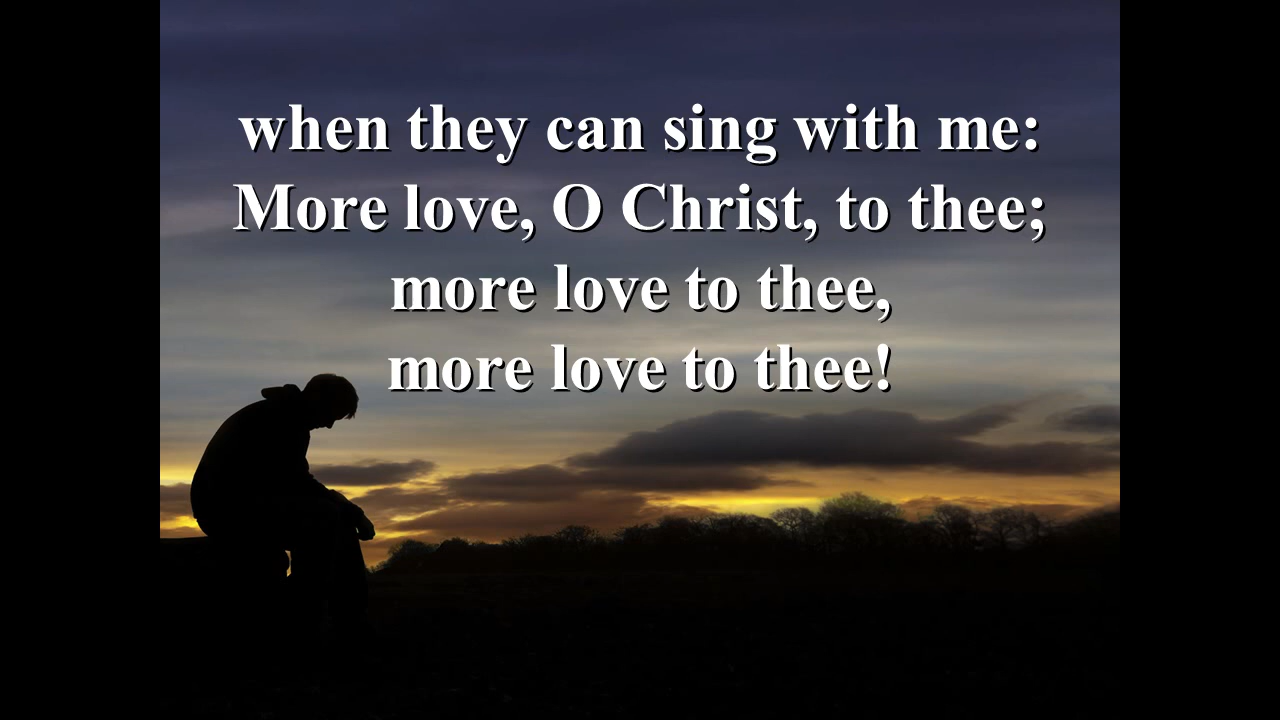 when they can sing with me:
More love, O Christ, to thee;
more love to thee,
more love to thee!